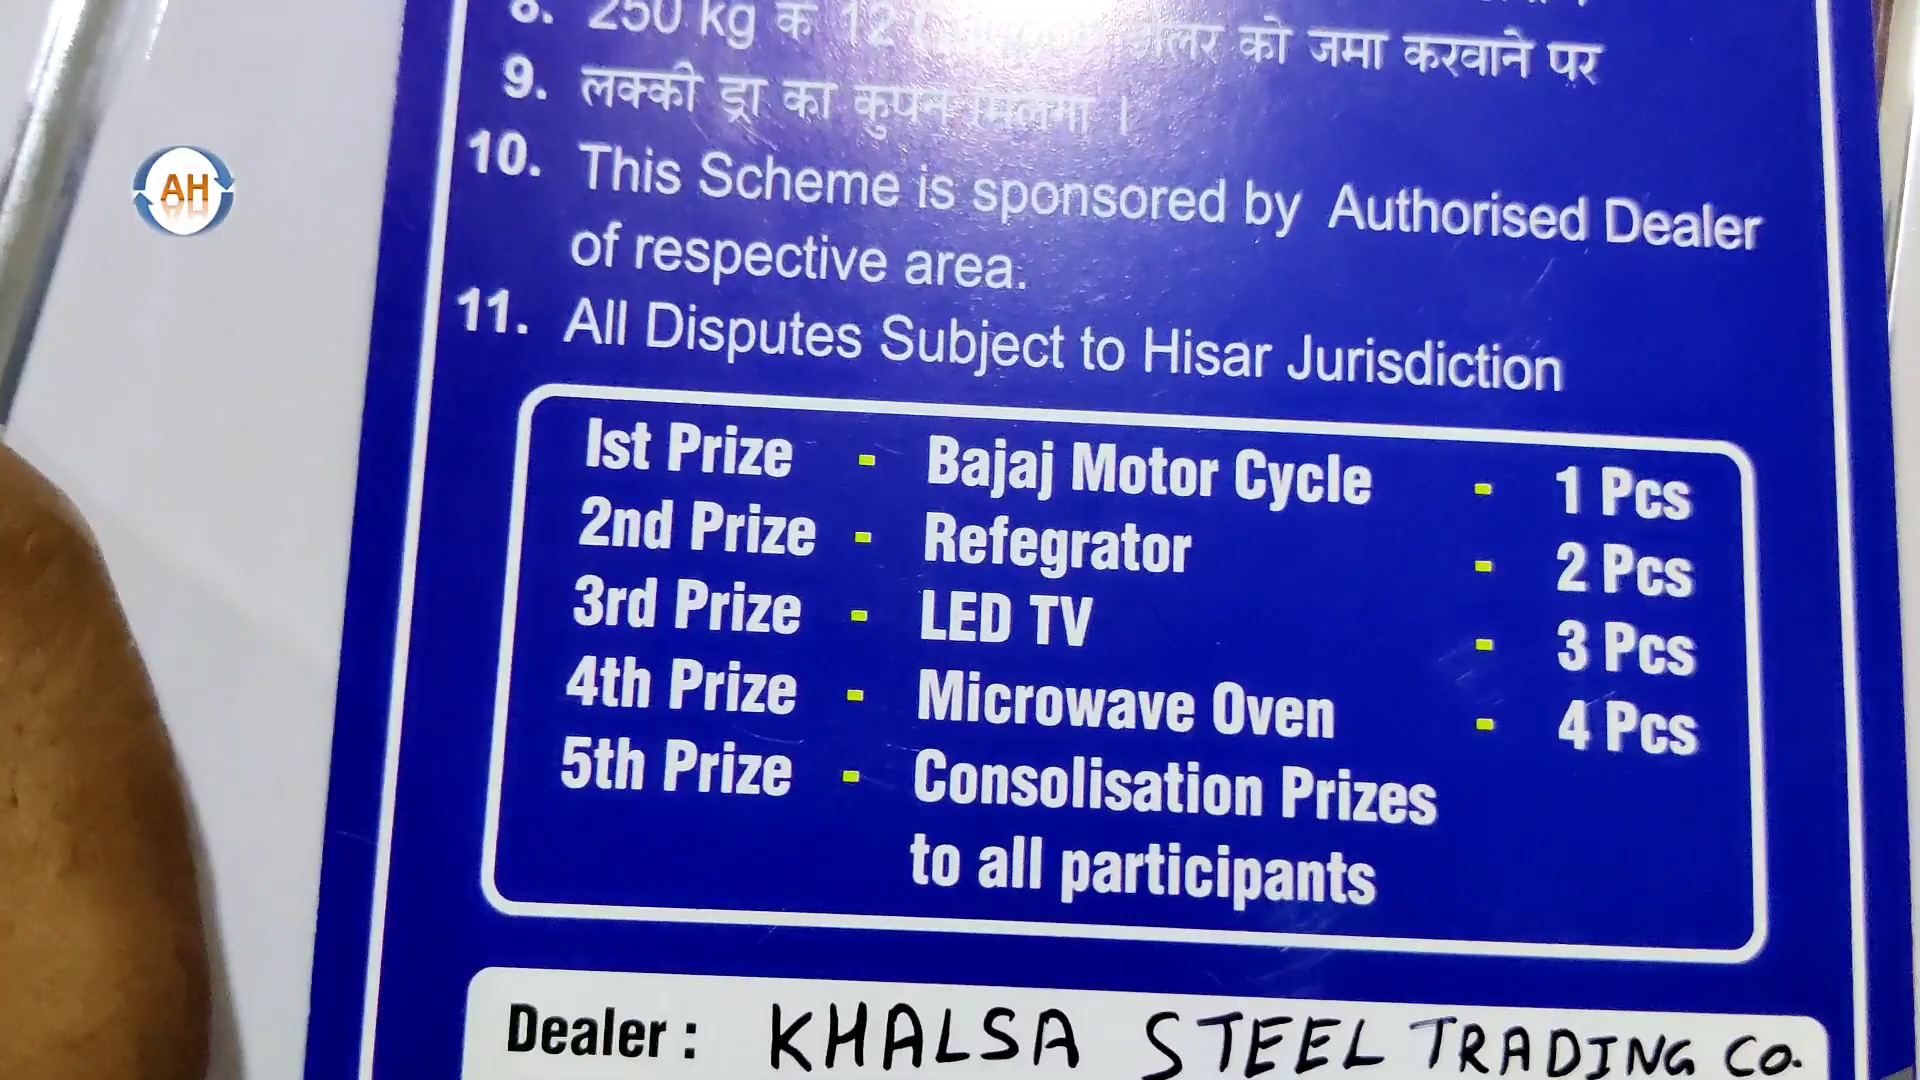 8. 250 kg के 12 डीलर को जमा करवाने पर
9. लक्की ड्रा का कुपन मिलेगा ।
10. This Scheme is sponsored by Authorised Dealer
of respective area.
11. All Disputes Subject to Hisar Jurisdiction
Ist Prize - Bajaj Motor Cycle - 1 Pcs
2nd Prize - Refegrator - 2 Pcs
3rd Prize - LED TV - 3 Pcs
4th Prize - Microwave Oven - 4 Pcs
5th Prize - Consolisation Prizes
to all participants
Dealer : KHALSA STEEL TRADING CO.
AH